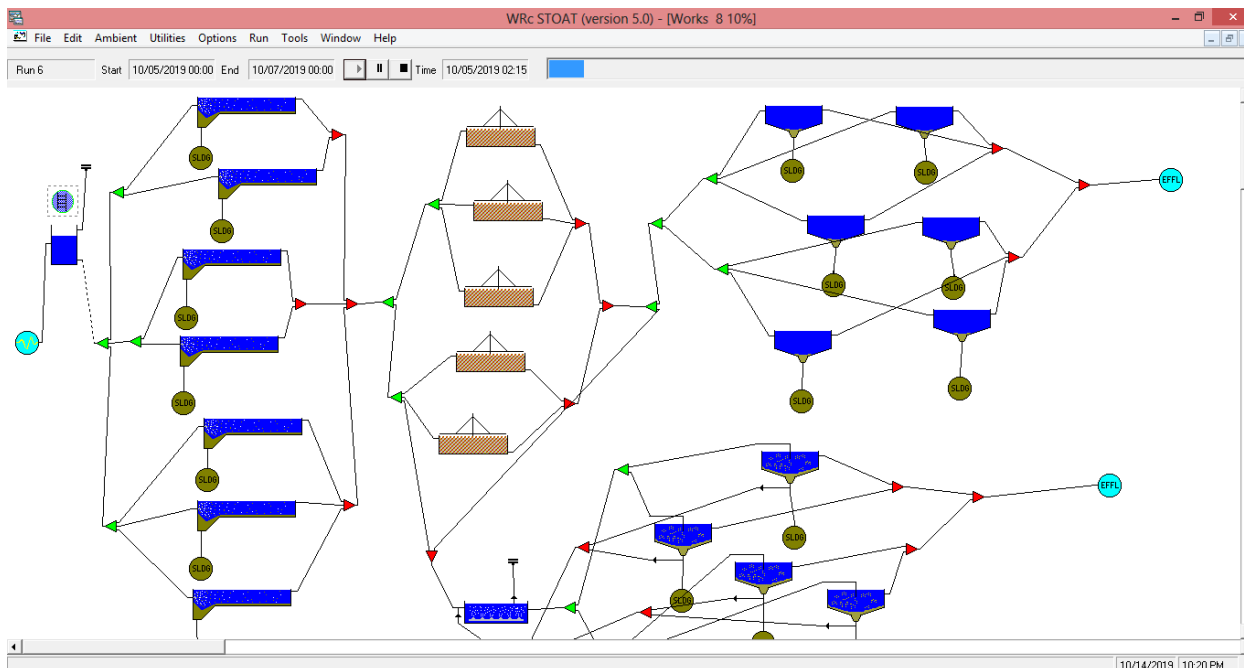 WRc STOAT (version 5.0) - [Works 8 10%]
File Edit Ambient Utilities Options Run Tools Window Help
Run 6 Start 10/05/2019 00:00 End 10/07/2019 00:00 Time 10/05/2019 02:15
SLDG
SLDG
SLDG
SLDG
EFFL
SLDG
SLDG
SLDG
SLDG
SLDG
SLDG
SLDG
SLDG
SLDG
EFFL
SLDG
SLDG
SLDG
10/14/2019 10:20 PM